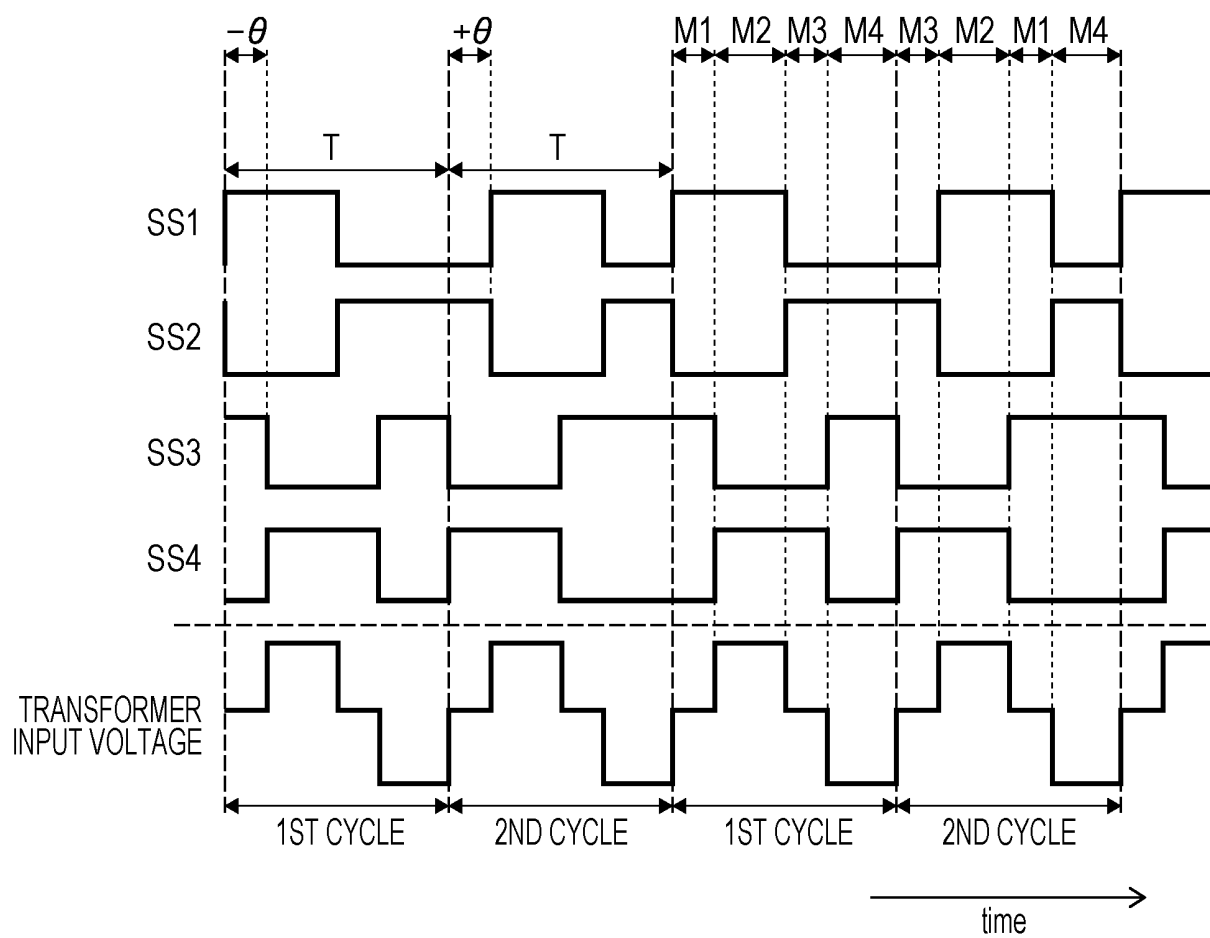 −θ +θ M1 M2 M3 M4 M3 M2 M1 M4
T T
SS1
SS2
SS3
SS4
TRANSFORMER
INPUT VOLTAGE
1ST CYCLE 2ND CYCLE 1ST CYCLE 2ND CYCLE
time